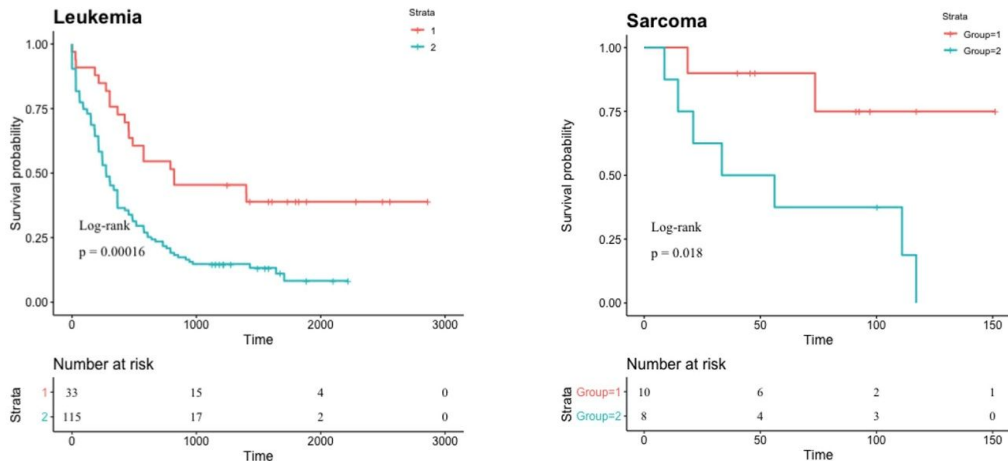 Leukemia
Strata
1
2
Survival probability
1.00
0.75
0.50
0.25
0.00
Log-rank
p = 0.00016
0 1000 2000 3000
Time
Number at risk
Strata
1 33 15 4 0
2 115 17 2 0
0 1000 2000 3000
Time
Sarcoma
Strata
Group=1
Group=2
Survival probability
1.00
0.75
0.50
0.25
0.00
Log-rank
p = 0.018
0 50 100 150
Time
Number at risk
Strata
Group=1 10 6 2 1
Group=2 8 4 3 0
0 50 100 150
Time